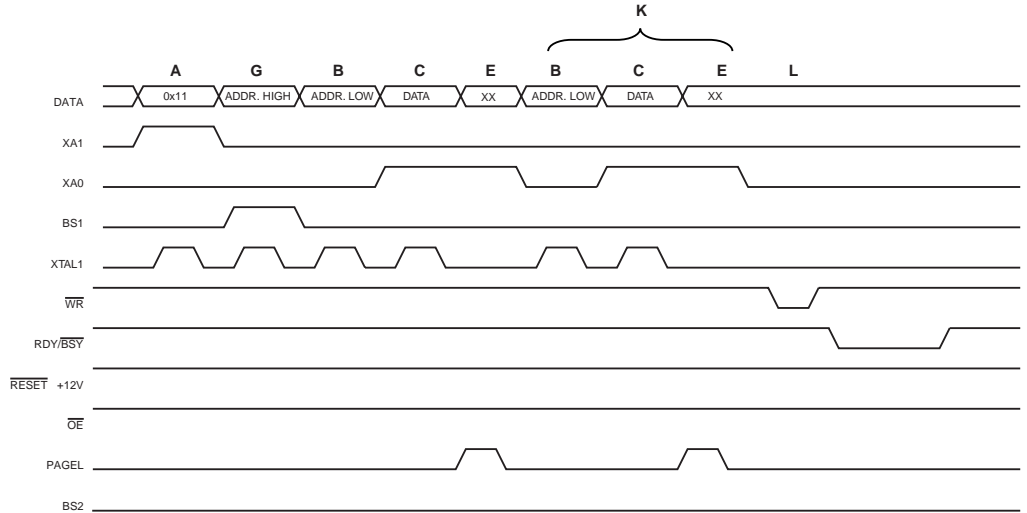 K
A G B C E B C E L
DATA 0x11 ADDR. HIGH ADDR. LOW DATA XX ADDR. LOW DATA XX
XA1
XA0
BS1
XTAL1
WR
RDY/BSY
RESET +12V
OE
PAGEL
BS2